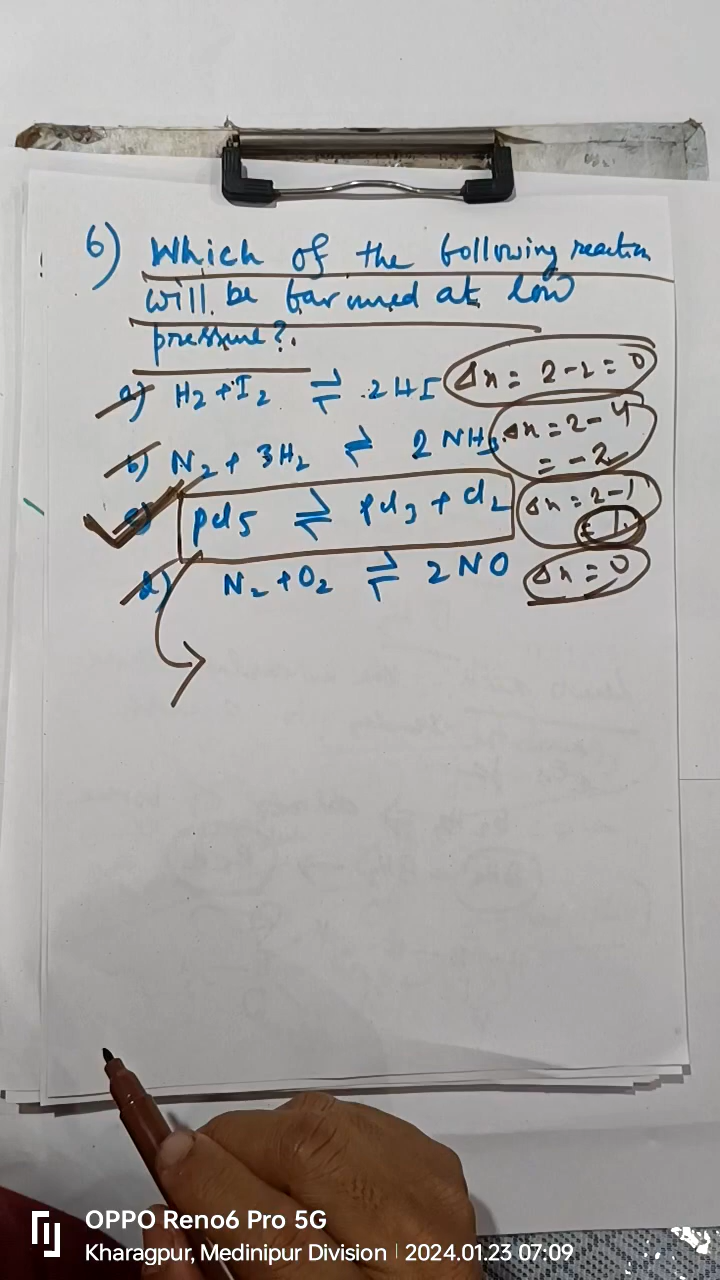 6) Which of the following reaction
will be favoured at low
pressure?
a) H₂ + I₂ ⇌ 2HI Δn = 2-2 = 0
b) N₂ + 3H₂ ⇌ 2NH₃ Δn = 2-4
= -2
c) pcl₅ ⇌ pcl₃ + cl₂ Δn = 2-1
= 1
d) N₂ + O₂ ⇌ 2NO Δn = 0
OPPO Reno6 Pro 5G
Kharagpur, Medinipur Division | 2024.01.23 07:09